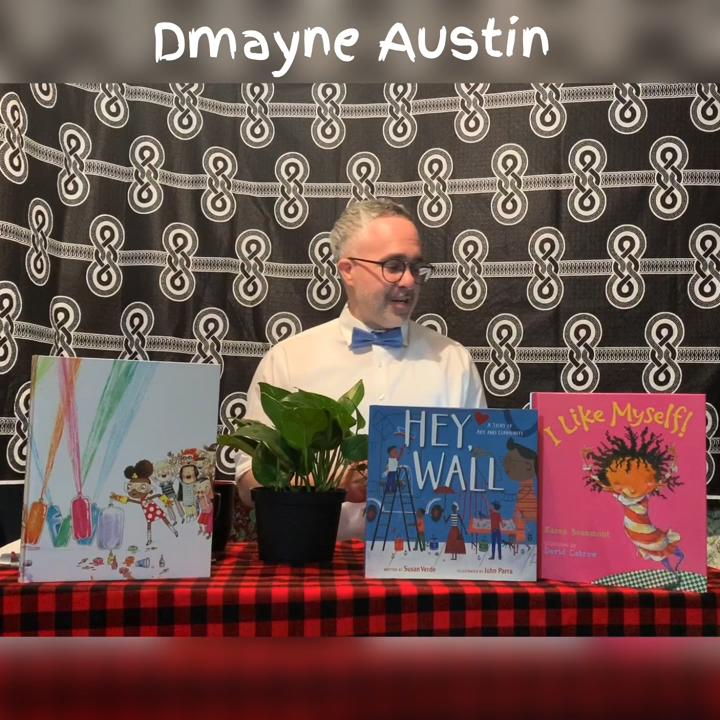 Dmayne Austin
HEY,
WALL
A STORY OF
ART AND COMMUNITY
WRITTEN BY Susan Verde
ILLUSTRATED BY John Parra
I Like Myself!
Karen Beaumont
David Catrow